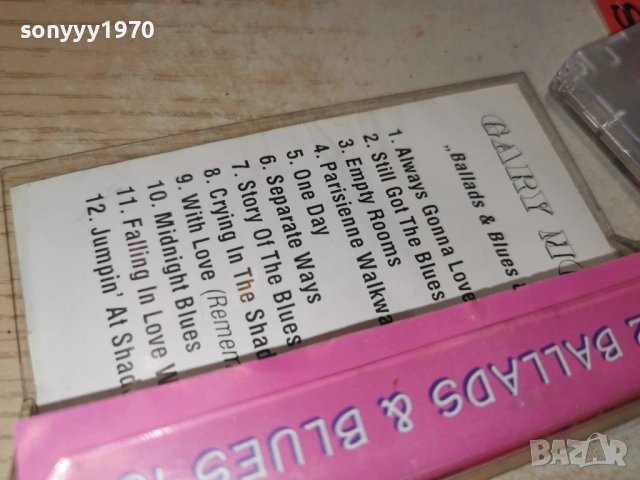 sonyyy1970
GARY
„Ballads & Blues
1. Always Gonna Love
2. Still Got The Blues
3. Empty Rooms
4. Parisienne Walkwa
5. One Day
6. Separate Ways
7. Story Of The Blues
8. Crying In The Shad
9. With Love (Remem
10. Midnight Blues
11. Falling In Love W
12. Jumpin' At Shad
BALLADS & BLUES
BAZAR
bg